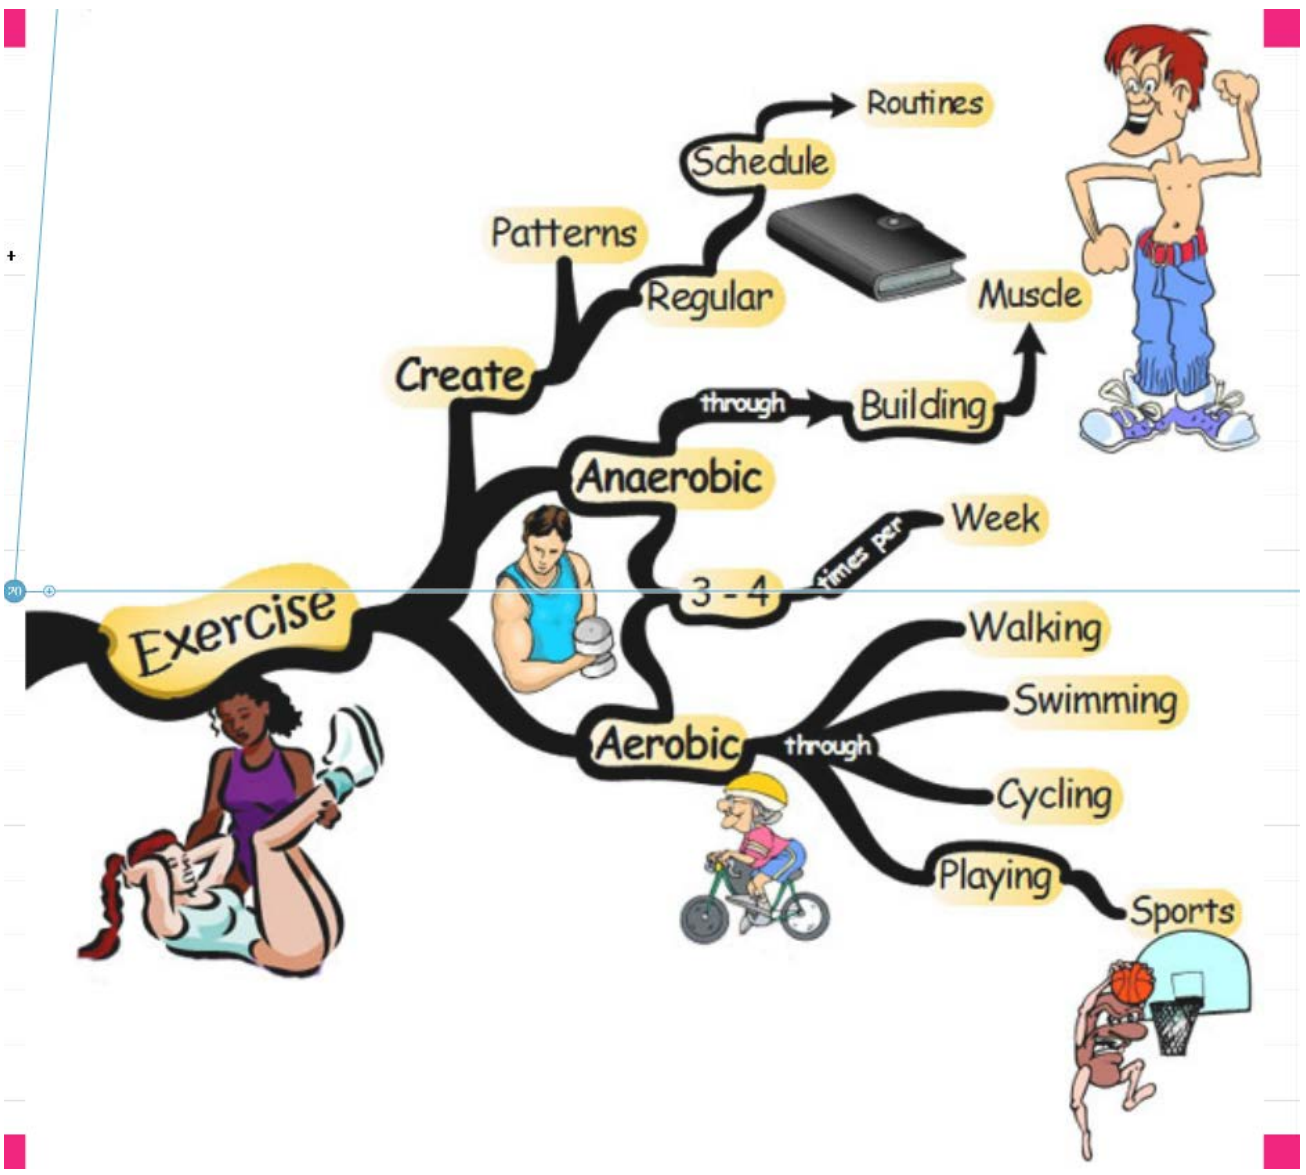 Routines
Schedule
Patterns
Regular
Muscle
Create
through
Building
Anaerobic
Week
times per
3 - 4
20
Exercise
Walking
Swimming
Aerobic
through
Cycling
Playing
Sports